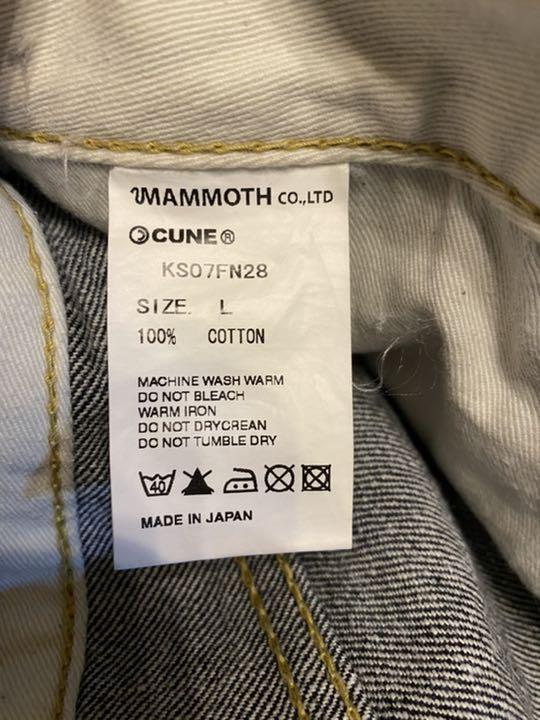 MAMMOTH CO.,LTD
CUNE®
KS07FN28
SIZE. L
100% COTTON
MACHINE WASH WARM
DO NOT BLEACH
WARM IRON
DO NOT DRYCREAN
DO NOT TUMBLE DRY
40
MADE IN JAPAN